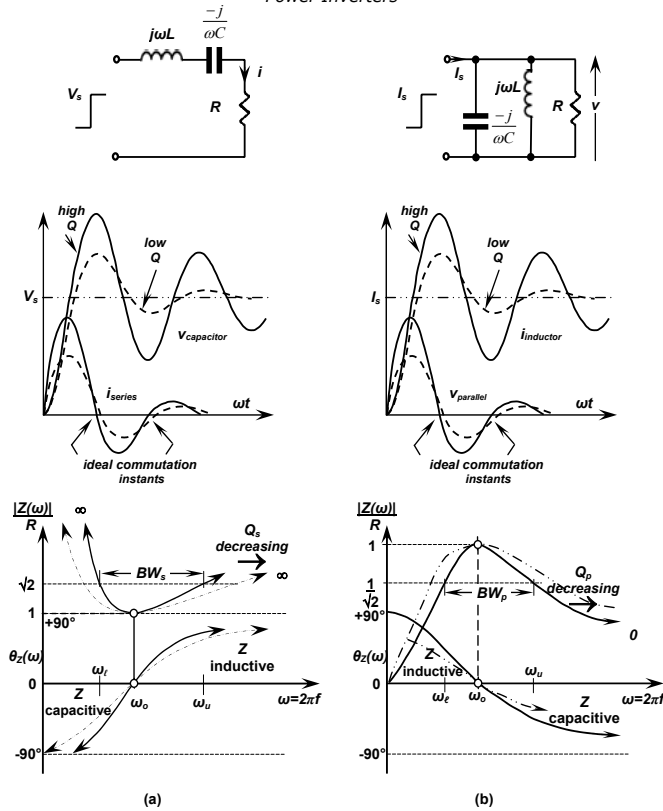 Power Inverters
jωL
−j
ωC
i
V_s
R
I_s
jωL
R
v
−j
ωC
high
Q
low
Q
V_s
v_capacitor
i_series
ωt
ideal commutation
instants
high
Q
low
Q
I_s
i_inductor
v_parallel
ωt
ideal commutation
instants
|Z(ω)|
R
∞
Q_s
decreasing
BW_s
∞
√2
1
+90°
θ_Z(ω)
ω_ℓ
Z
inductive
0
Z
capacitive
ω_o
ω_u
ω=2πf
-90°
(a)
|Z(ω)|
R
1
Q_p
decreasing
1
√2
BW_p
+90°
0
θ_Z(ω)
Z
inductive
ω_u
0
ω_ℓ
ω_o
Z
capacitive
ω=2πf
-90°
(b)